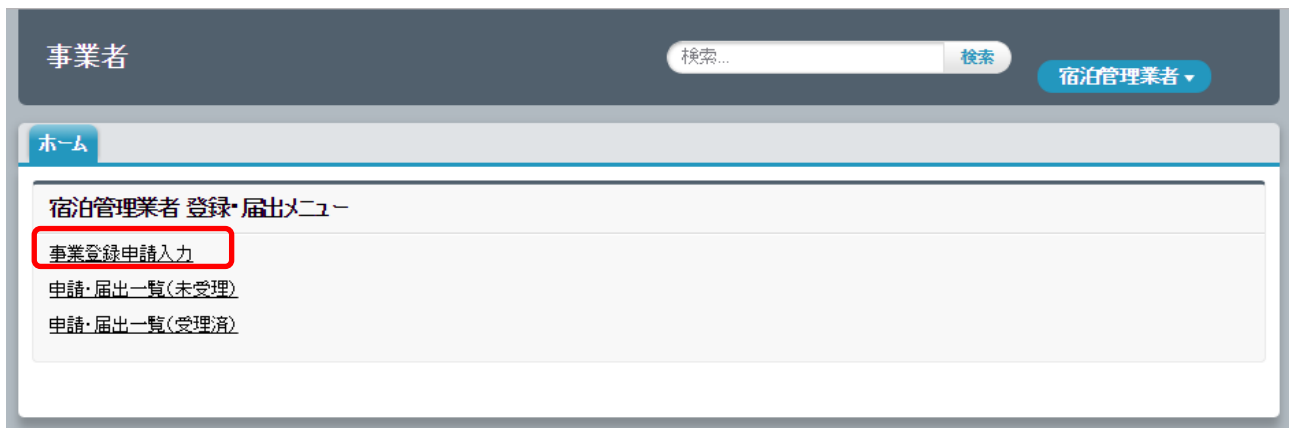 事業者
検索...
検索
宿泊管理業者▼
ホーム
宿泊管理業者 登録・届出メニュー
事業登録申請入力
申請・届出一覧(未受理)
申請・届出一覧(受理済)